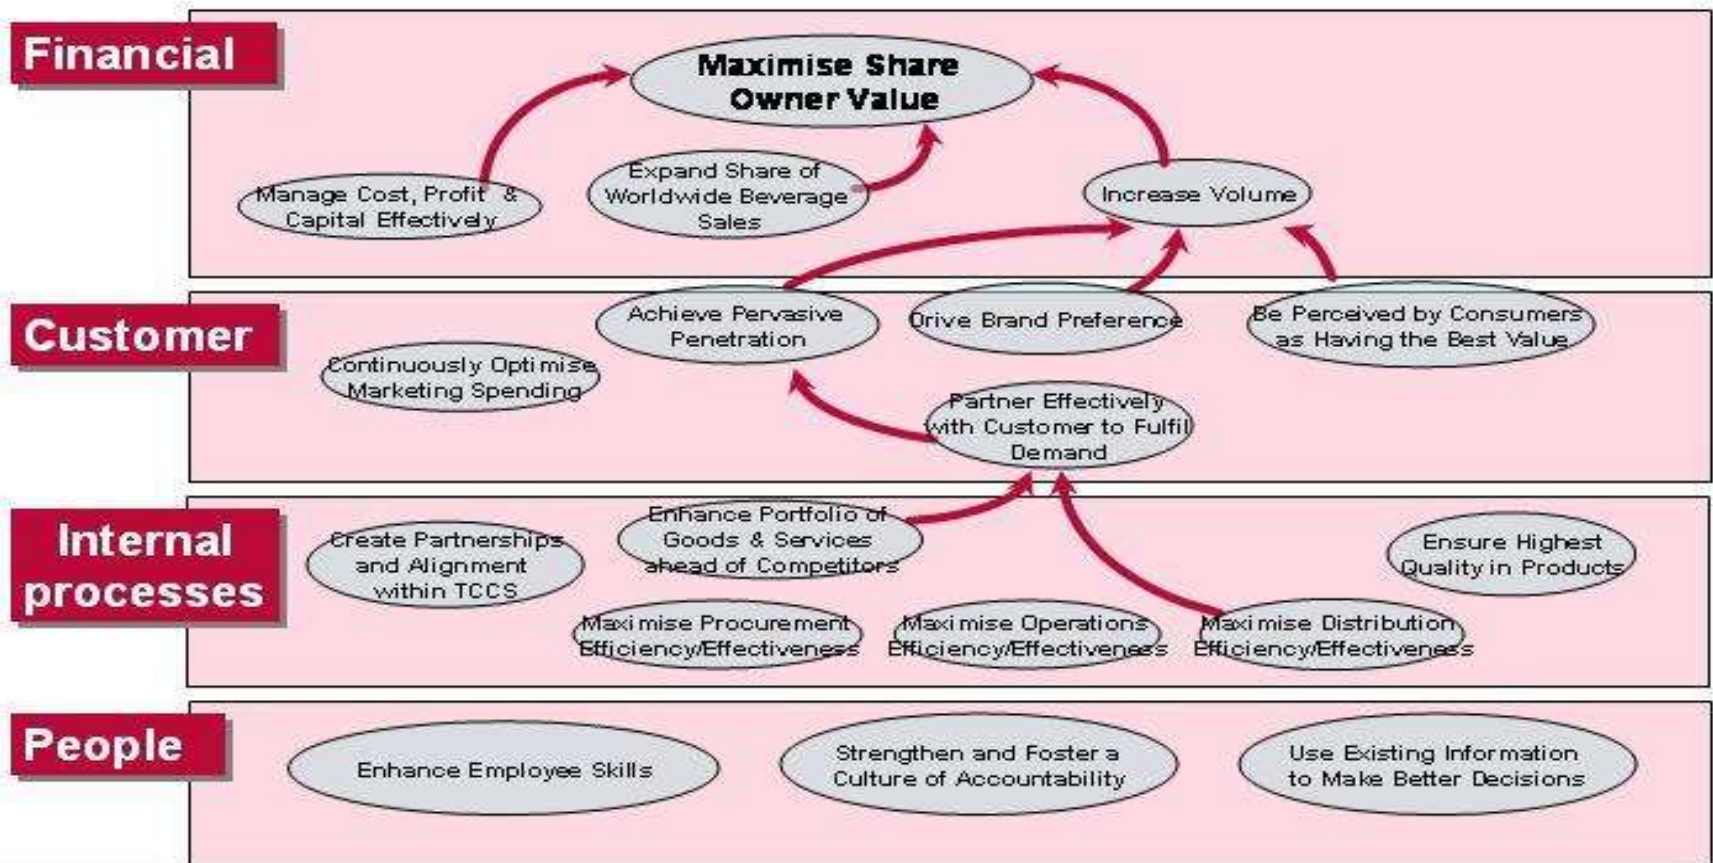 Financial
Maximise Share
Owner Value
Manage Cost, Profit &
Capital Effectively
Expand Share of
Worldwide Beverage
Sales
Increase Volume
Customer
Achieve Pervasive
Penetration
Drive Brand Preference
Be Perceived by Consumers
as Having the Best Value
Continuously Optimise
Marketing Spending
Partner Effectively
with Customer to Fulfil
Demand
Internal
processes
Create Partnerships
and Alignment
within TCCS
Enhance Portfolio of
Goods & Services
ahead of Competitors
Ensure Highest
Quality in Products
Maximise Procurement
Efficiency/Effectiveness
Maximise Operations
Efficiency/Effectiveness
Maximise Distribution
Efficiency/Effectiveness
People
Enhance Employee Skills
Strengthen and Foster a
Culture of Accountability
Use Existing Information
to Make Better Decisions